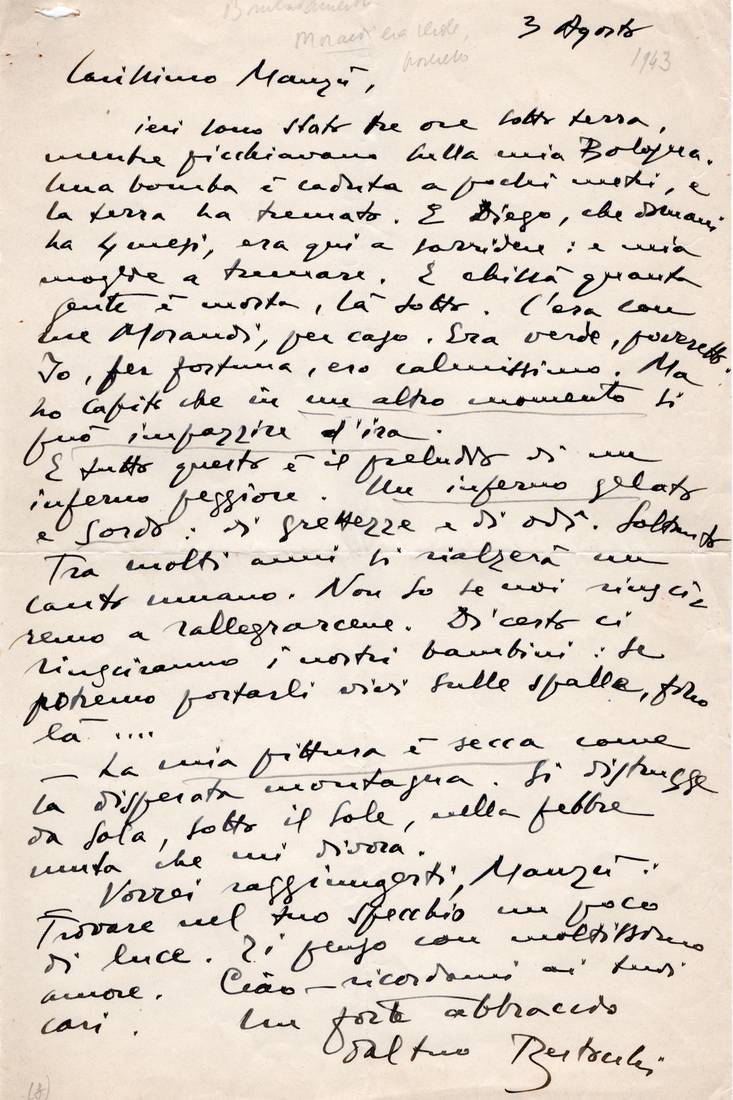 Bombardamento
Morandi era verde,
poveretto
3 Agosto
1943
Carissimo Manzù,
ieri sono stato tre ore sotto terra,
mentre picchiavano sulla mia Bologna.
Una bomba è caduta a pochi metri, e
la terra ha tremato. E Diego, che domani
ha 4 mesi, era qui a sorridere: e mia
moglie a tremare. E chissà quanta
gente è morta, là sotto. C'era con
me Morandi, per caso. Era verde, poveretto.
Io, per fortuna, ero calmissimo. Ma
ho capito che in un altro momento si
può impazzire d'ira.
E tutto questo è il preludio di un
inferno peggiore. Un inferno gelato
e sordo: di grettezze e di odî. Soltanto
Tra molti anni si rialzerà un
canto umano. Non so se noi riusci
remo a rallegrarcene. Di certo ci
riusciranno i nostri bambini: se
potremo portarli vivi sulle spalle, fino
là ....
— La mia pittura è secca come
la disperata montagna. Si distrugge
da sola, sotto il sole, nella febbre
muta che mi divora.
Vorrei raggiungerti, Manzù:
Trovare nel tuo specchio un poco
di luce. Ti penso con moltissimo
amore. Ciao — ricordami ai tuoi
cari. Un forte abbraccio
dal tuo Bertocchi